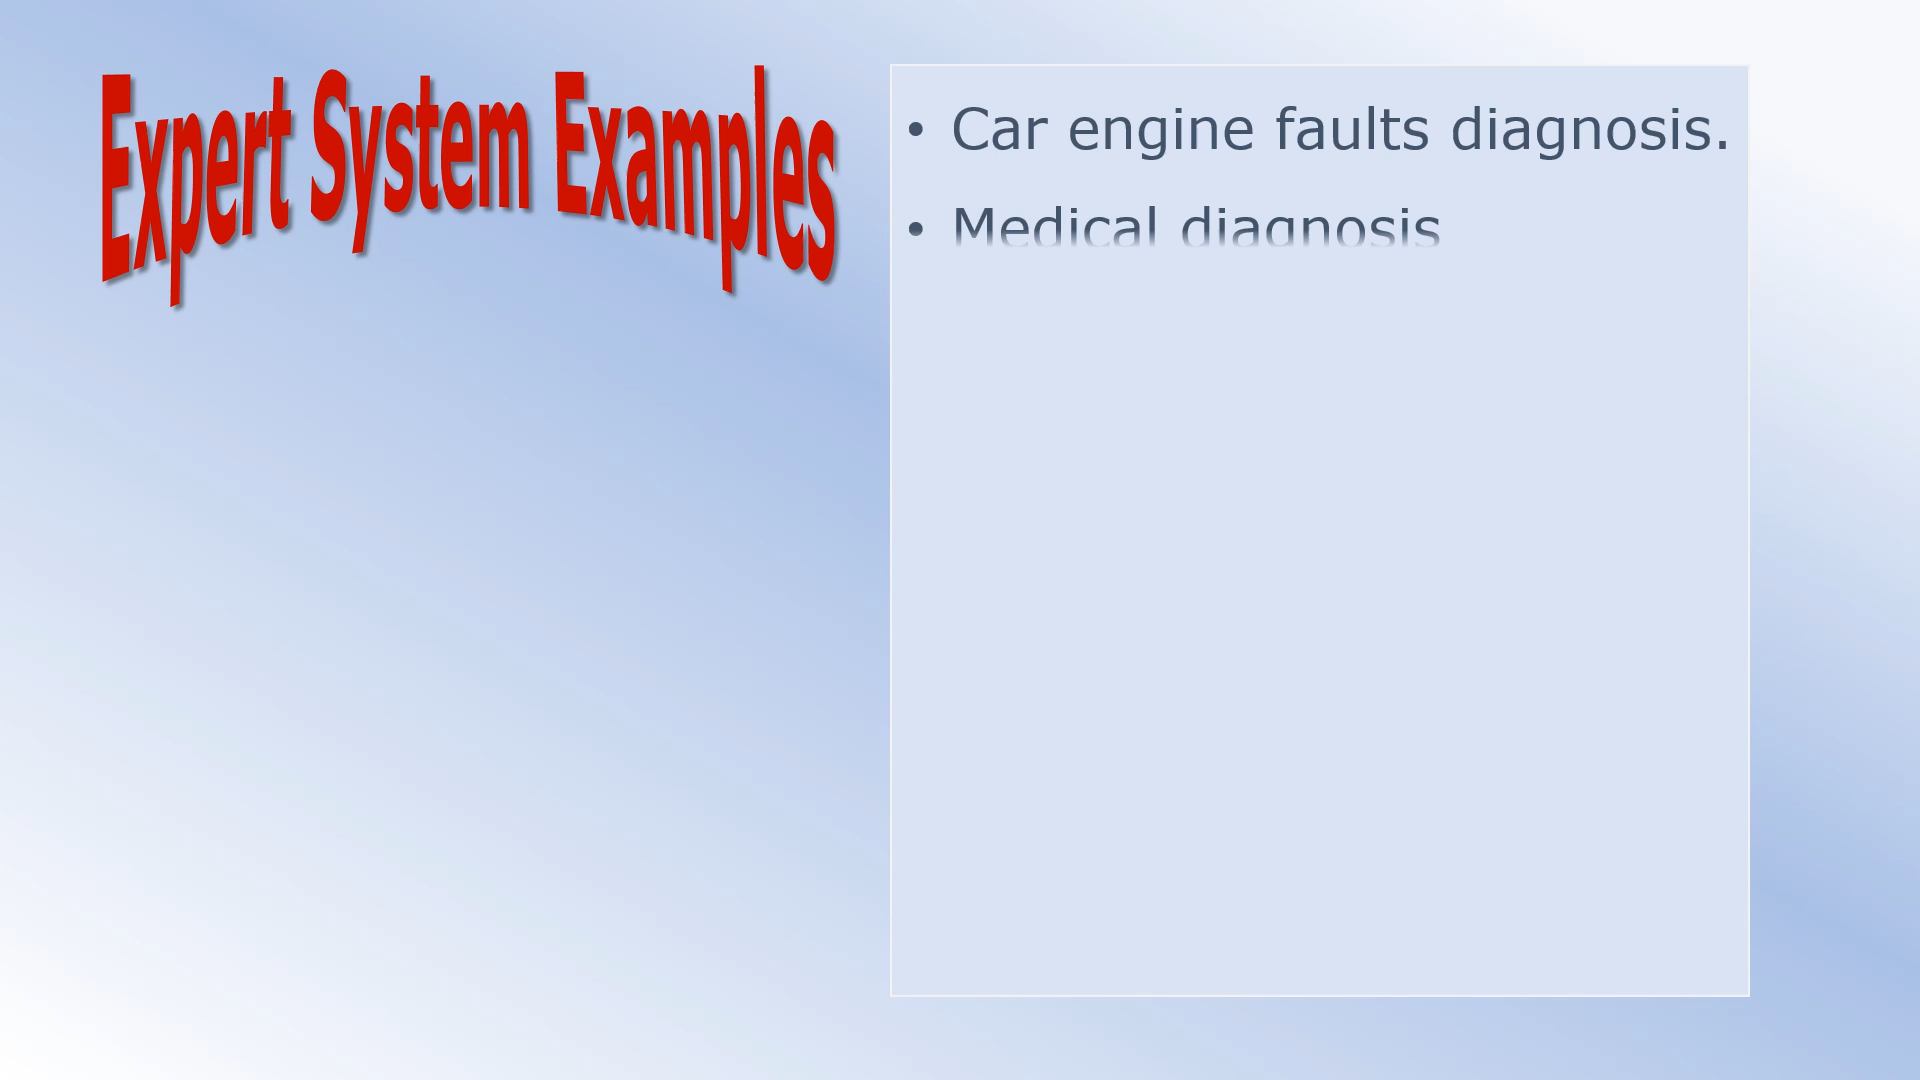 Expert System Examples
• Car engine faults diagnosis.
• Medical diagnosis